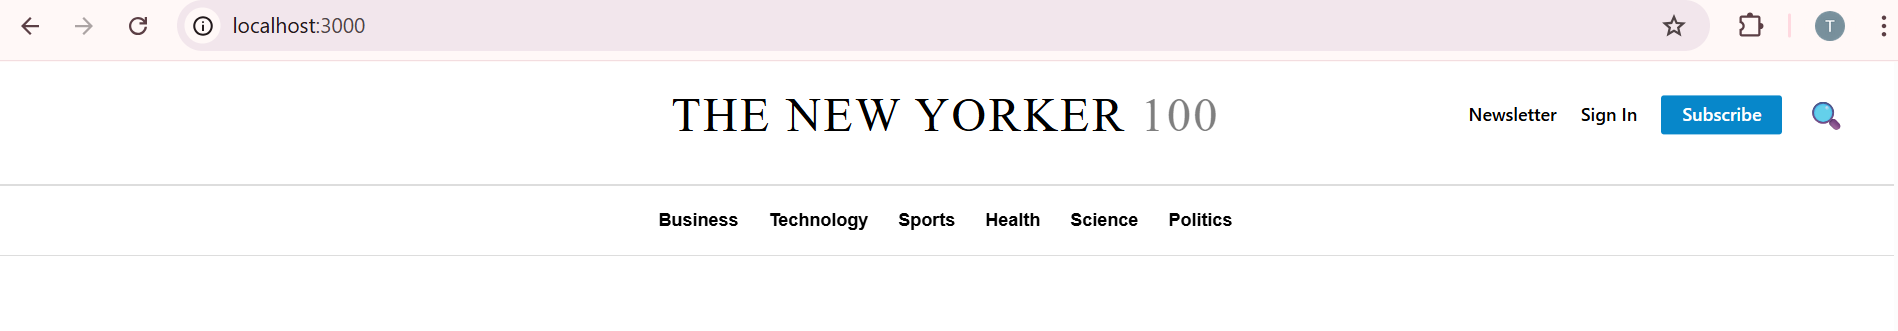 localhost:3000
T
THE NEW YORKER 100
Newsletter Sign In Subscribe
Business Technology Sports Health Science Politics